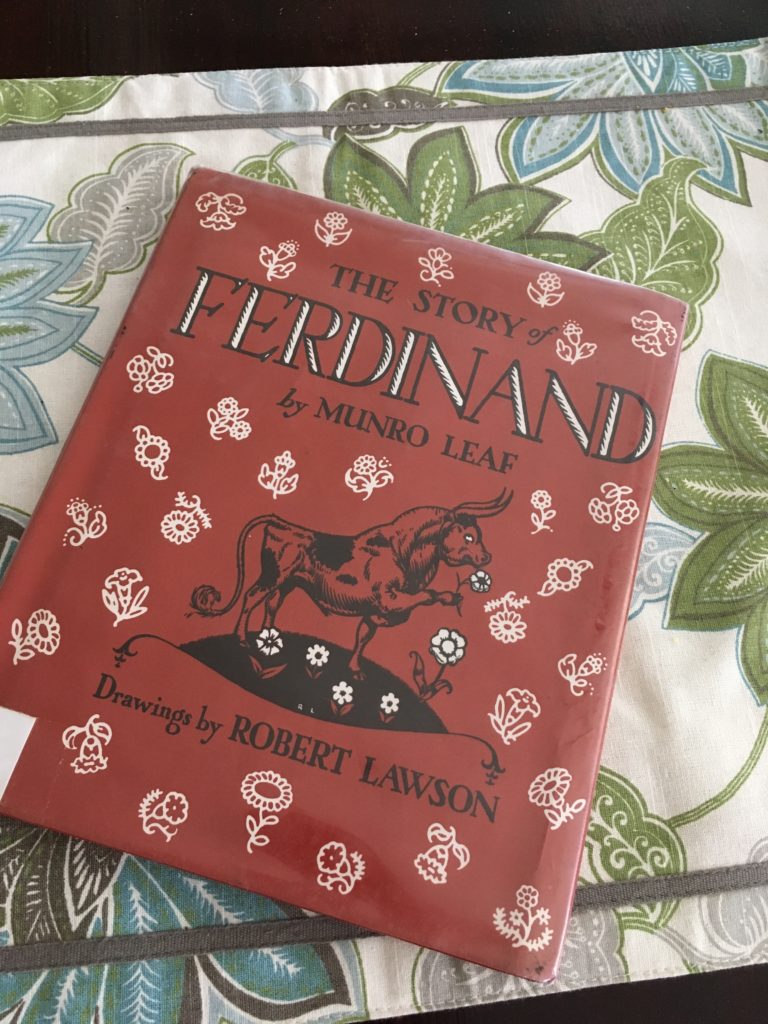 THE STORY of
FERDINAND
by MUNRO LEAF
R L
Drawings by ROBERT LAWSON